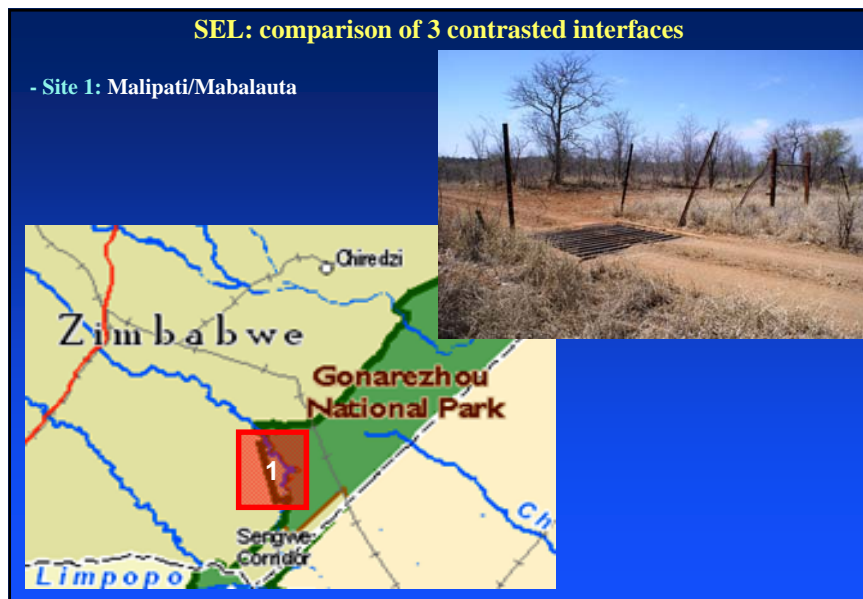 SEL: comparison of 3 contrasted interfaces
- Site 1: Malipati/Mabalauta
Chiredzi
Zimbabwe
Gonarezhou
National Park
1
Sengwe
Corridor
Ch
Limpopo